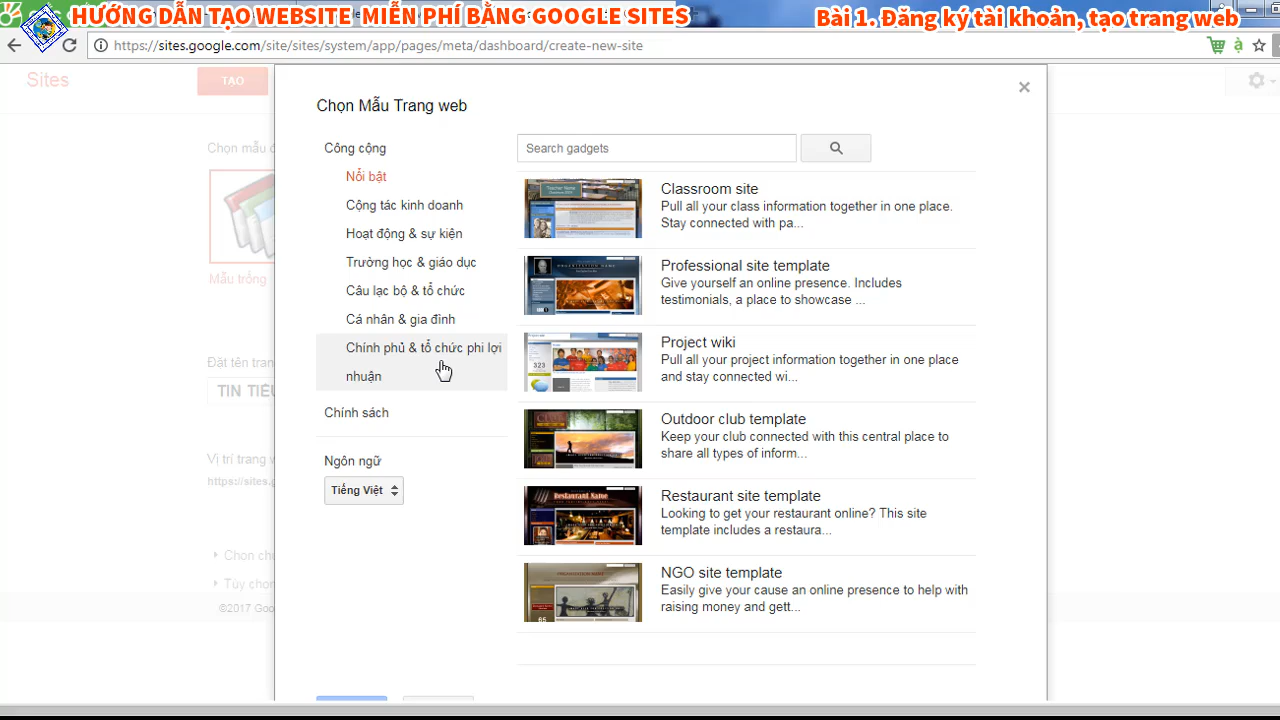 HƯỚNG DẪN TẠO WEBSITE MIỄN PHÍ BẰNG GOOGLE SITES
Bài 1. Đăng ký tài khoản, tạo trang web
https://sites.google.com/site/sites/system/app/pages/meta/dashboard/create-new-site
Sites
TẠO
Chọn mẫu
Mẫu trống
Đặt tên tran
TIN TIÊU
Vị trí trang w
https://sites.g
Chọn ch
Tùy chọn
©2017 Goo
Chọn Mẫu Trang web
Công cộng
Nổi bật
Cộng tác kinh doanh
Hoạt động & sự kiện
Trường học & giáo dục
Câu lạc bộ & tổ chức
Cá nhân & gia đình
Chính phủ & tổ chức phi lợi
nhuận
Chính sách
Ngôn ngữ
Tiếng Việt
Search gadgets
Classroom site
Pull all your class information together in one place.
Stay connected with pa...
Professional site template
Give yourself an online presence. Includes
testimonials, a place to showcase ...
Project wiki
Pull all your project information together in one place
and stay connected wi...
Outdoor club template
Keep your club connected with this central place to
share all types of inform...
Restaurant site template
Looking to get your restaurant online? This site
template includes a restaura...
NGO site template
Easily give your cause an online presence to help with
raising money and gett...